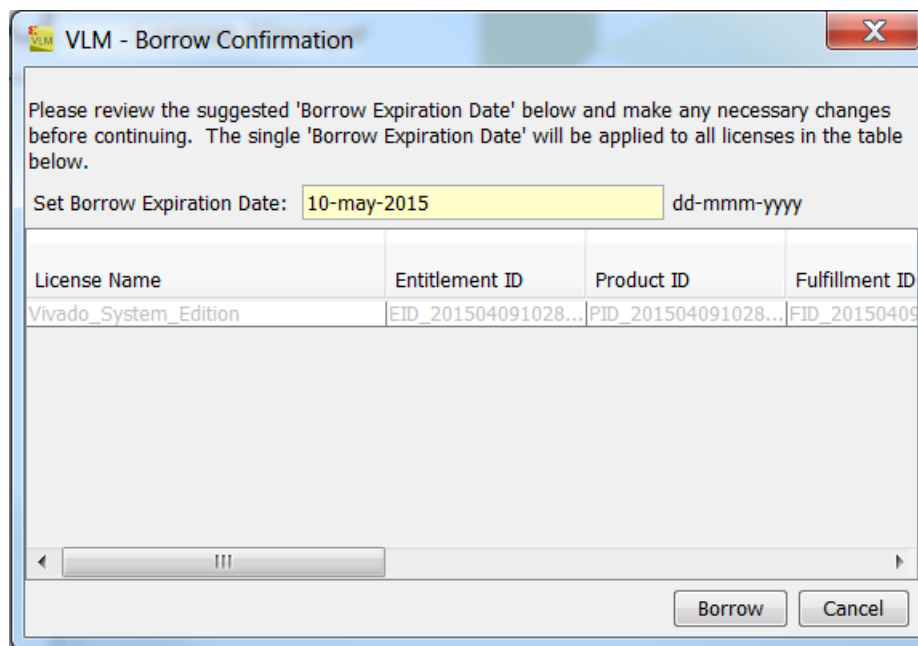 VLM
VLM - Borrow Confirmation
X
Please review the suggested 'Borrow Expiration Date' below and make any necessary changes
before continuing. The single 'Borrow Expiration Date' will be applied to all licenses in the table
below.
Set Borrow Expiration Date: 10-may-2015 dd-mmm-yyyy
License Name Entitlement ID Product ID Fulfillment ID
Vivado_System_Edition EID_201504091028... PID_201504091028... FID_20150409
Borrow Cancel